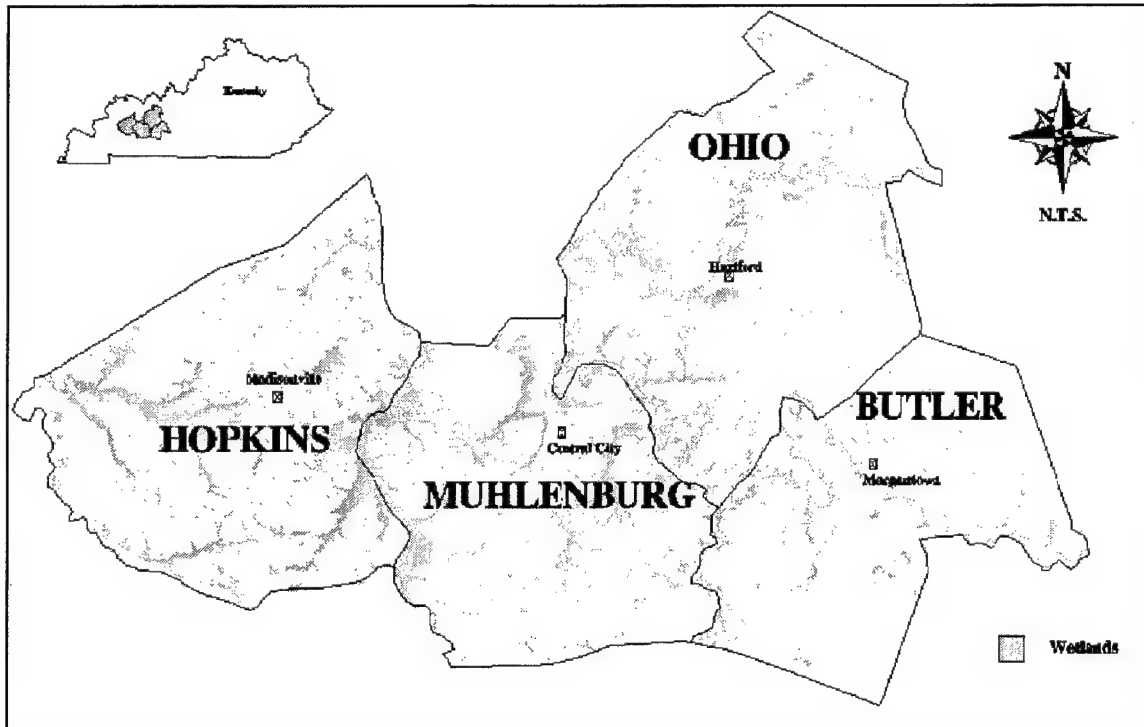 Kentucky
N
OHIO
N.T.S.
Hartford
Madisonville
BUTLER
HOPKINS
Central City
Morgantown
MUHLENBURG
Wetlands